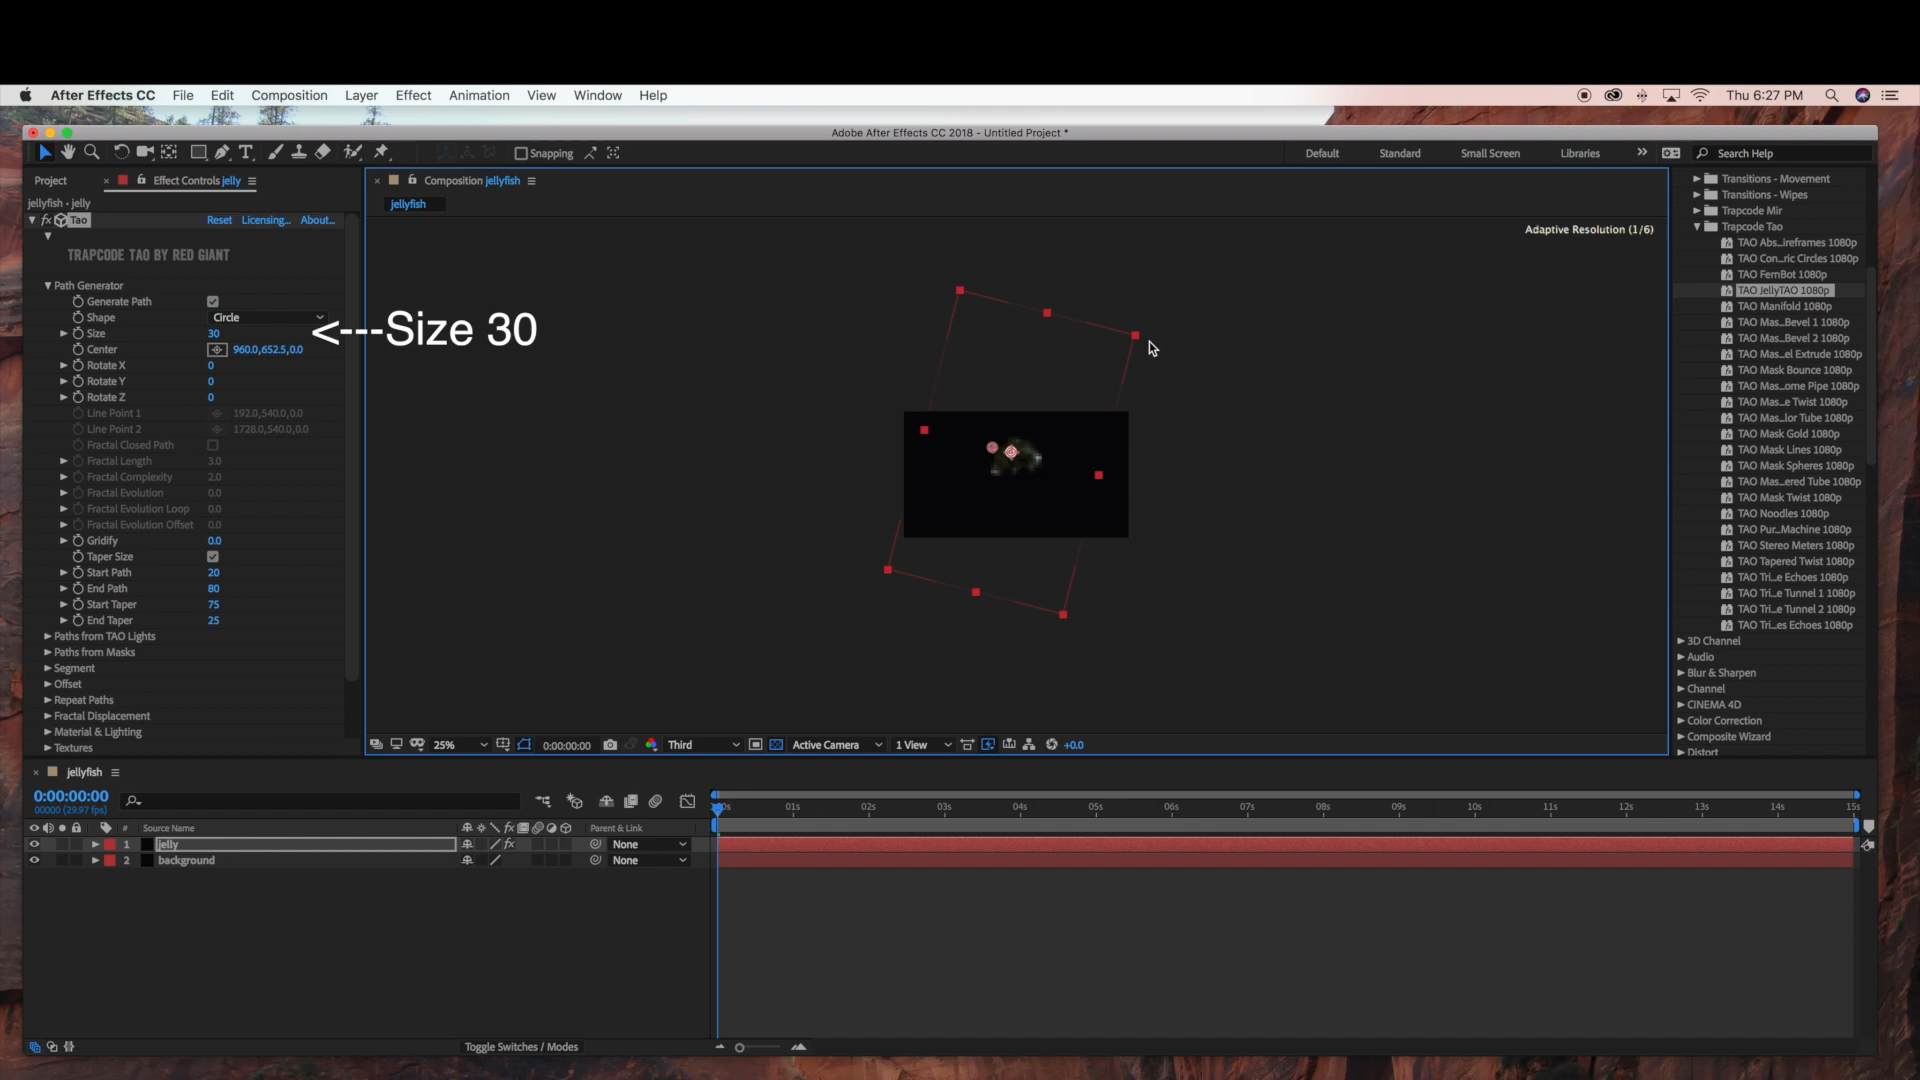 After Effects CC File Edit Composition Layer Effect Animation View Window Help Thu 6:27 PM
Adobe After Effects CC 2018 - Untitled Project *
Snapping Default Standard Small Screen Libraries Search Help
Project Effect Controls jelly
jellyfish • jelly
fx Tao Reset Licensing... About...
TRAPCODE TAO BY RED GIANT
Path Generator
Generate Path
Shape Circle
Size 30
Center 960.0,652.5,0.0
Rotate X 0
Rotate Y 0
Rotate Z 0
Line Point 1 192.0,540.0,0.0
Line Point 2 1728.0,540.0,0.0
Fractal Closed Path
Fractal Length 3.0
Fractal Complexity 2.0
Fractal Evolution 0.0
Fractal Evolution Loop 0.0
Fractal Evolution Offset 0.0
Gridify 0.0
Taper Size
Start Path 20
End Path 80
Start Taper 75
End Taper 25
Paths from TAO Lights
Paths from Masks
Segment
Offset
Repeat Paths
Fractal Displacement
Material & Lighting
Textures
<---Size 30
Composition jellyfish
jellyfish
Adaptive Resolution (1/6)
25% 0:00:00:00 Third Active Camera 1 View +0.0
Transitions - Movement
Transitions - Wipes
Trapcode Mir
Trapcode Tao
TAO Abs...ireframes 1080p
TAO Con...ric Circles 1080p
TAO FernBot 1080p
TAO JellyTAO 1080p
TAO Manifold 1080p
TAO Mas...Bevel 1 1080p
TAO Mas...Bevel 2 1080p
TAO Mas...el Extrude 1080p
TAO Mask Bounce 1080p
TAO Mas...ome Pipe 1080p
TAO Mas...e Twist 1080p
TAO Mas...lor Tube 1080p
TAO Mask Gold 1080p
TAO Mask Lines 1080p
TAO Mask Spheres 1080p
TAO Mas...ered Tube 1080p
TAO Mask Twist 1080p
TAO Noodles 1080p
TAO Pur...Machine 1080p
TAO Stereo Meters 1080p
TAO Tapered Twist 1080p
TAO Tri...e Echoes 1080p
TAO Tri...e Tunnel 1 1080p
TAO Tri...e Tunnel 2 1080p
TAO Tri...es Echoes 1080p
3D Channel
Audio
Blur & Sharpen
Channel
CINEMA 4D
Color Correction
Composite Wizard
Distort
jellyfish
0:00:00:00
00000 (29.97 fps)
:00s 01s 02s 03s 04s 05s 06s 07s 08s 09s 10s 11s 12s 13s 14s 15s
# Source Name fx Parent & Link
1 jelly fx None
2 background None
Toggle Switches / Modes